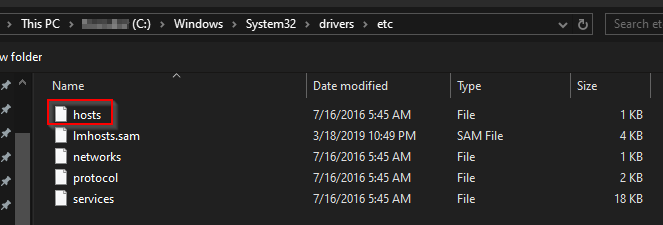 This PC > (C:) > Windows > System32 > drivers > etc Search etc
w folder
Name Date modified Type Size
hosts 7/16/2016 5:45 AM File 1 KB
lmhosts.sam 3/18/2019 10:49 PM SAM File 4 KB
networks 7/16/2016 5:45 AM File 1 KB
protocol 7/16/2016 5:45 AM File 2 KB
services 7/16/2016 5:45 AM File 18 KB